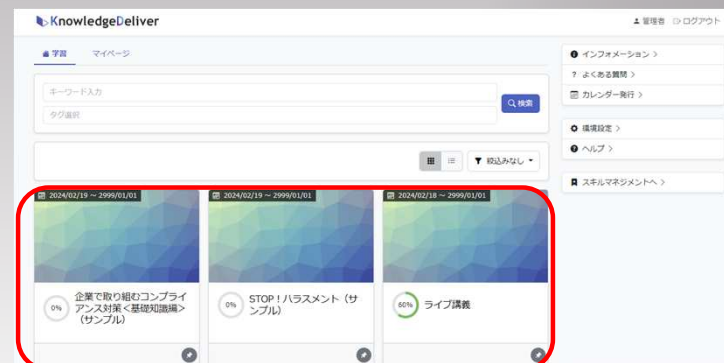 KnowledgeDeliver
管理者 ログアウト
学習 マイページ
キーワード入力
タグ選択
検索
絞込みなし
2024/02/19 ～ 2999/01/01
2024/02/19 ～ 2999/01/01
2024/02/18 ～ 2999/01/01
0%
企業で取り組むコンプライ
アンス対策＜基礎知識編＞
（サンプル）
0%
STOP！ハラスメント（サ
ンプル）
60%
ライブ講義
インフォメーション
? よくある質問
カレンダー発行
環境設定
ヘルプ
スキルマネジメントへ